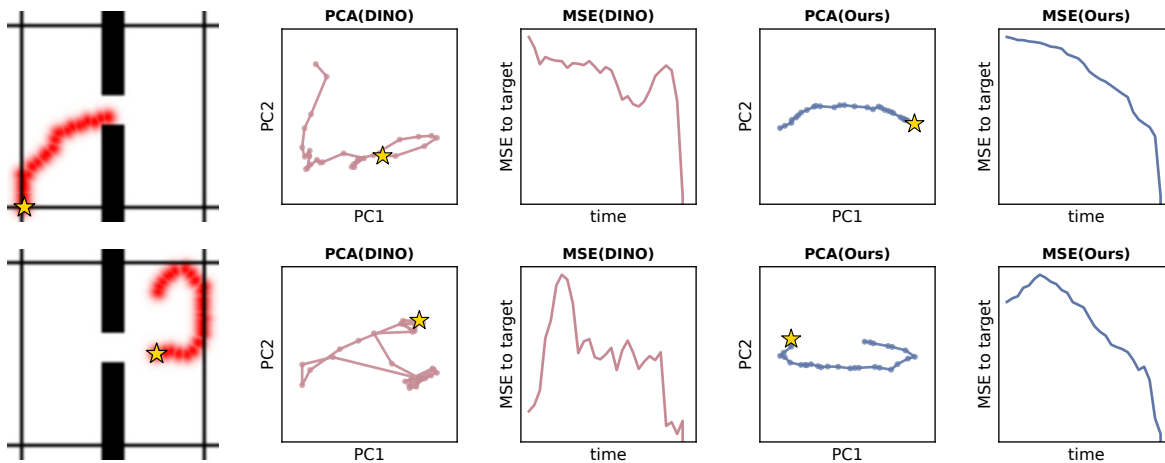 PCA(DINO) MSE(DINO) PCA(Ours) MSE(Ours)
PC2 MSE to target PC2 MSE to target
PC1 time PC1 time
PCA(DINO) MSE(DINO) PCA(Ours) MSE(Ours)
PC2 MSE to target PC2 MSE to target
PC1 time PC1 time